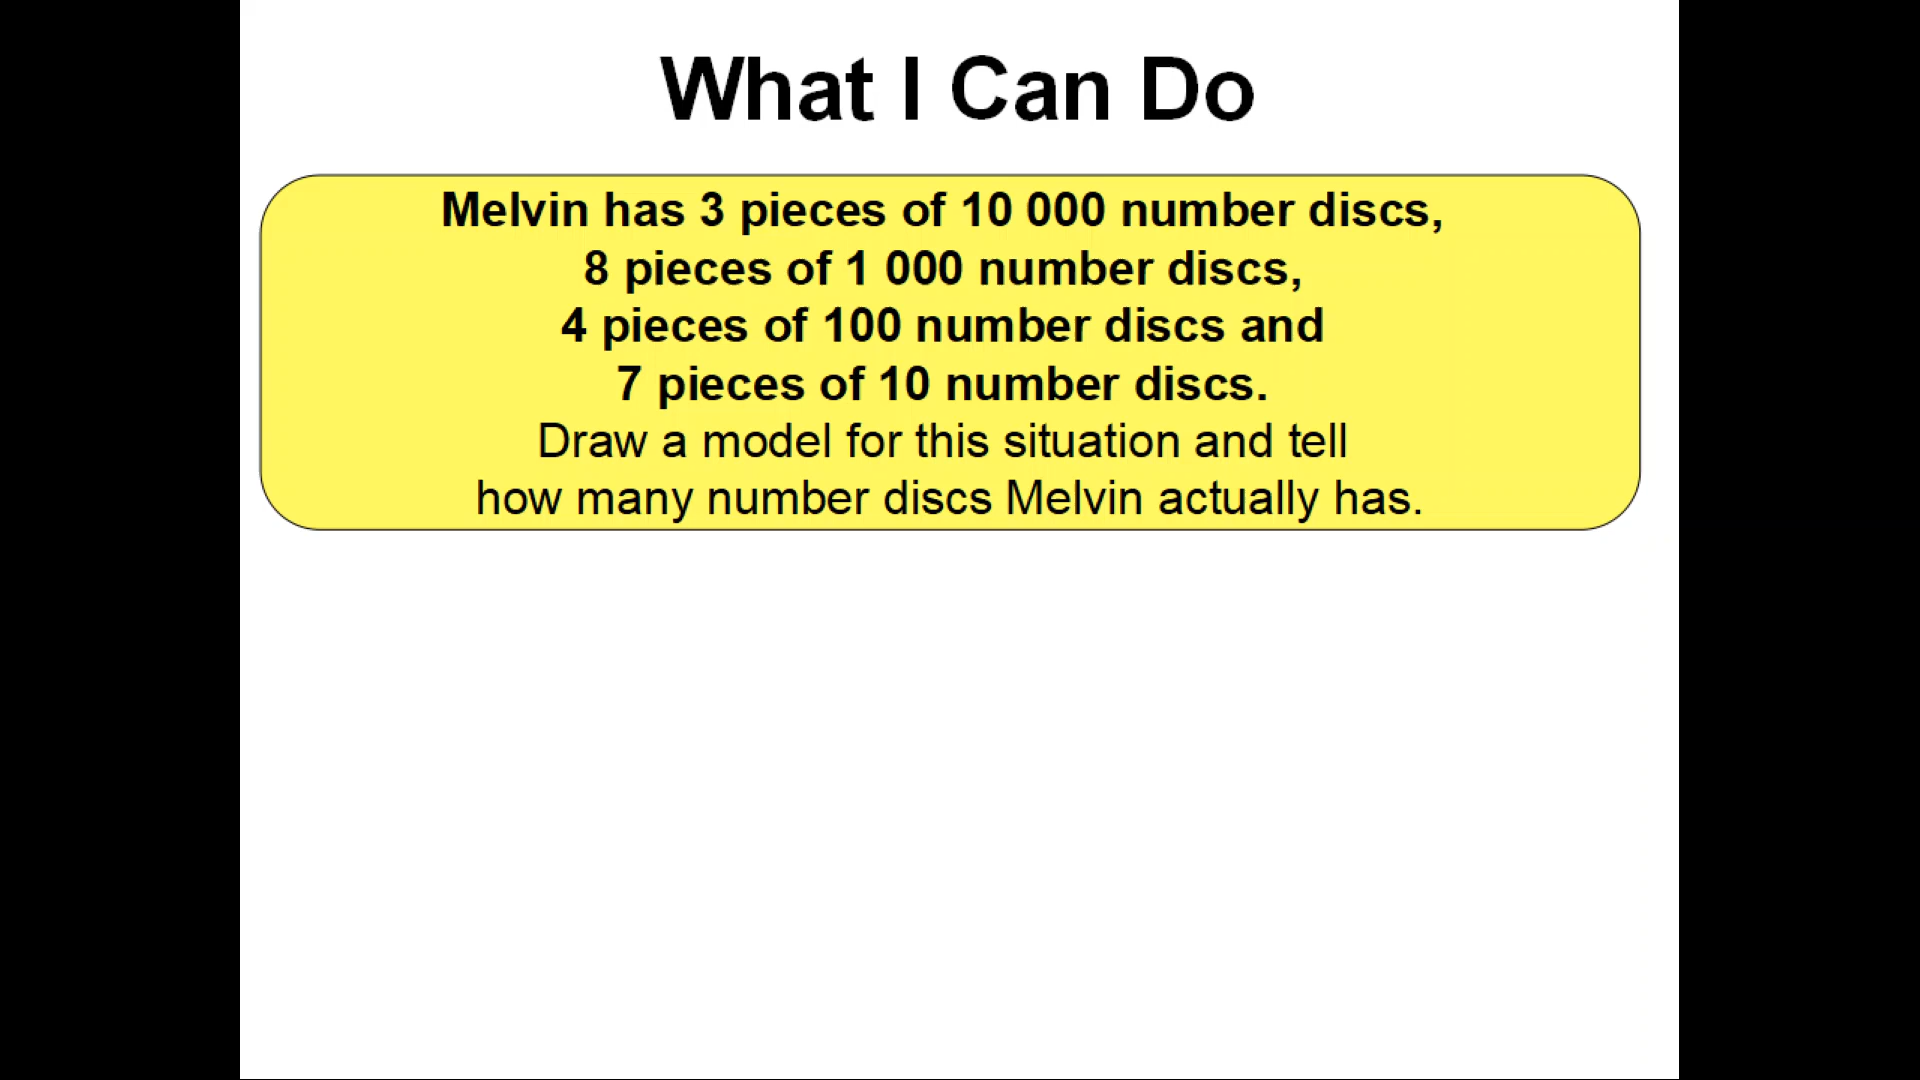 What I Can Do
Melvin has 3 pieces of 10 000 number discs,
8 pieces of 1 000 number discs,
4 pieces of 100 number discs and
7 pieces of 10 number discs.
Draw a model for this situation and tell
how many number discs Melvin actually has.